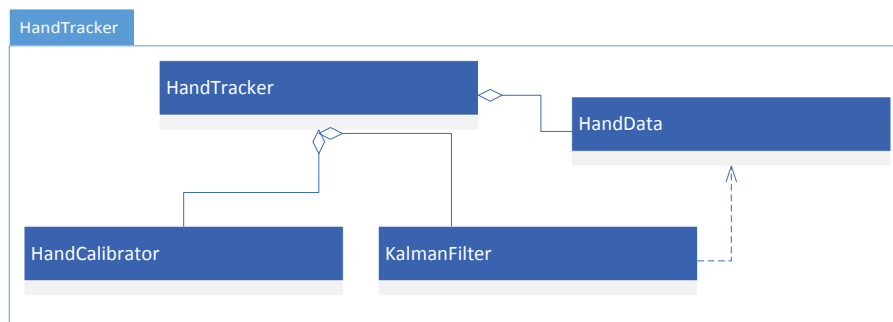 HandTracker
HandTracker
HandData
HandCalibrator
KalmanFilter